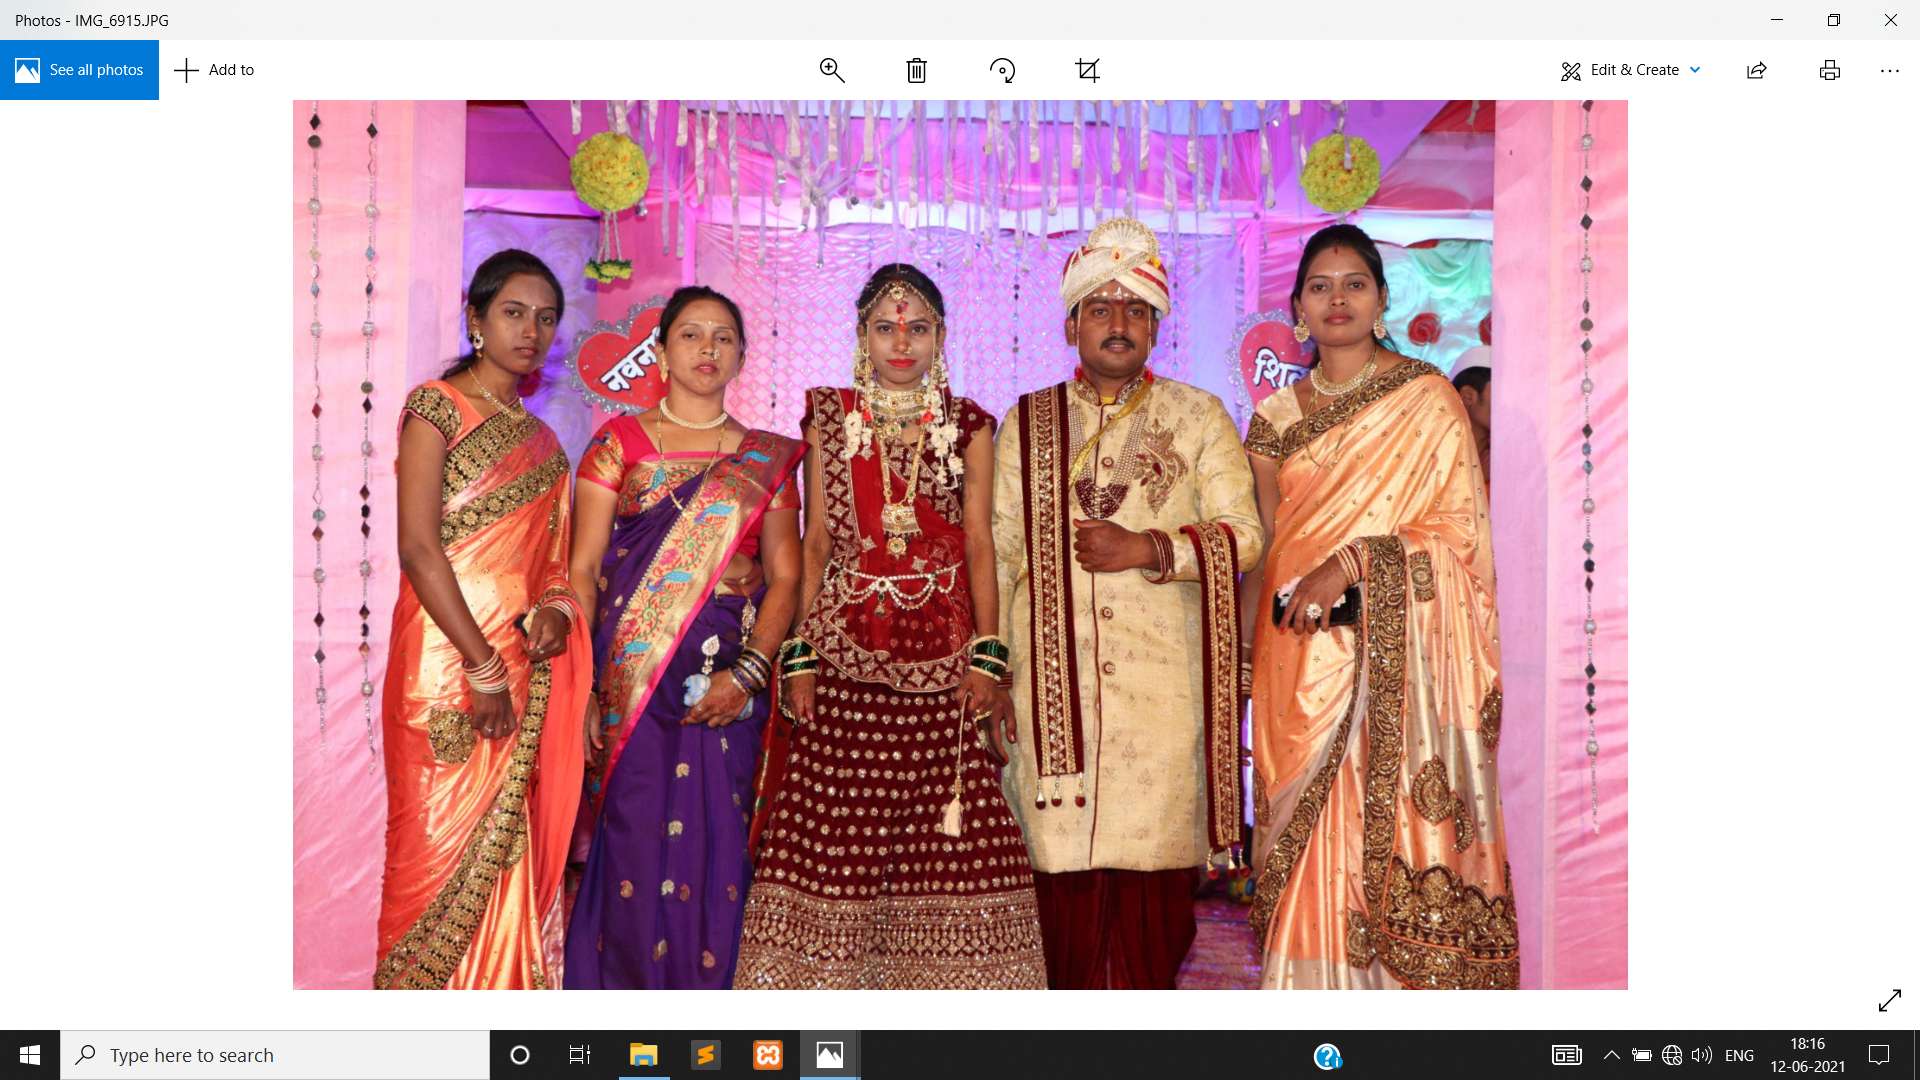 Photos - IMG_6915.JPG
See all photos
Add to
Edit & Create
Type here to search
ENG
18:16
12-06-2021